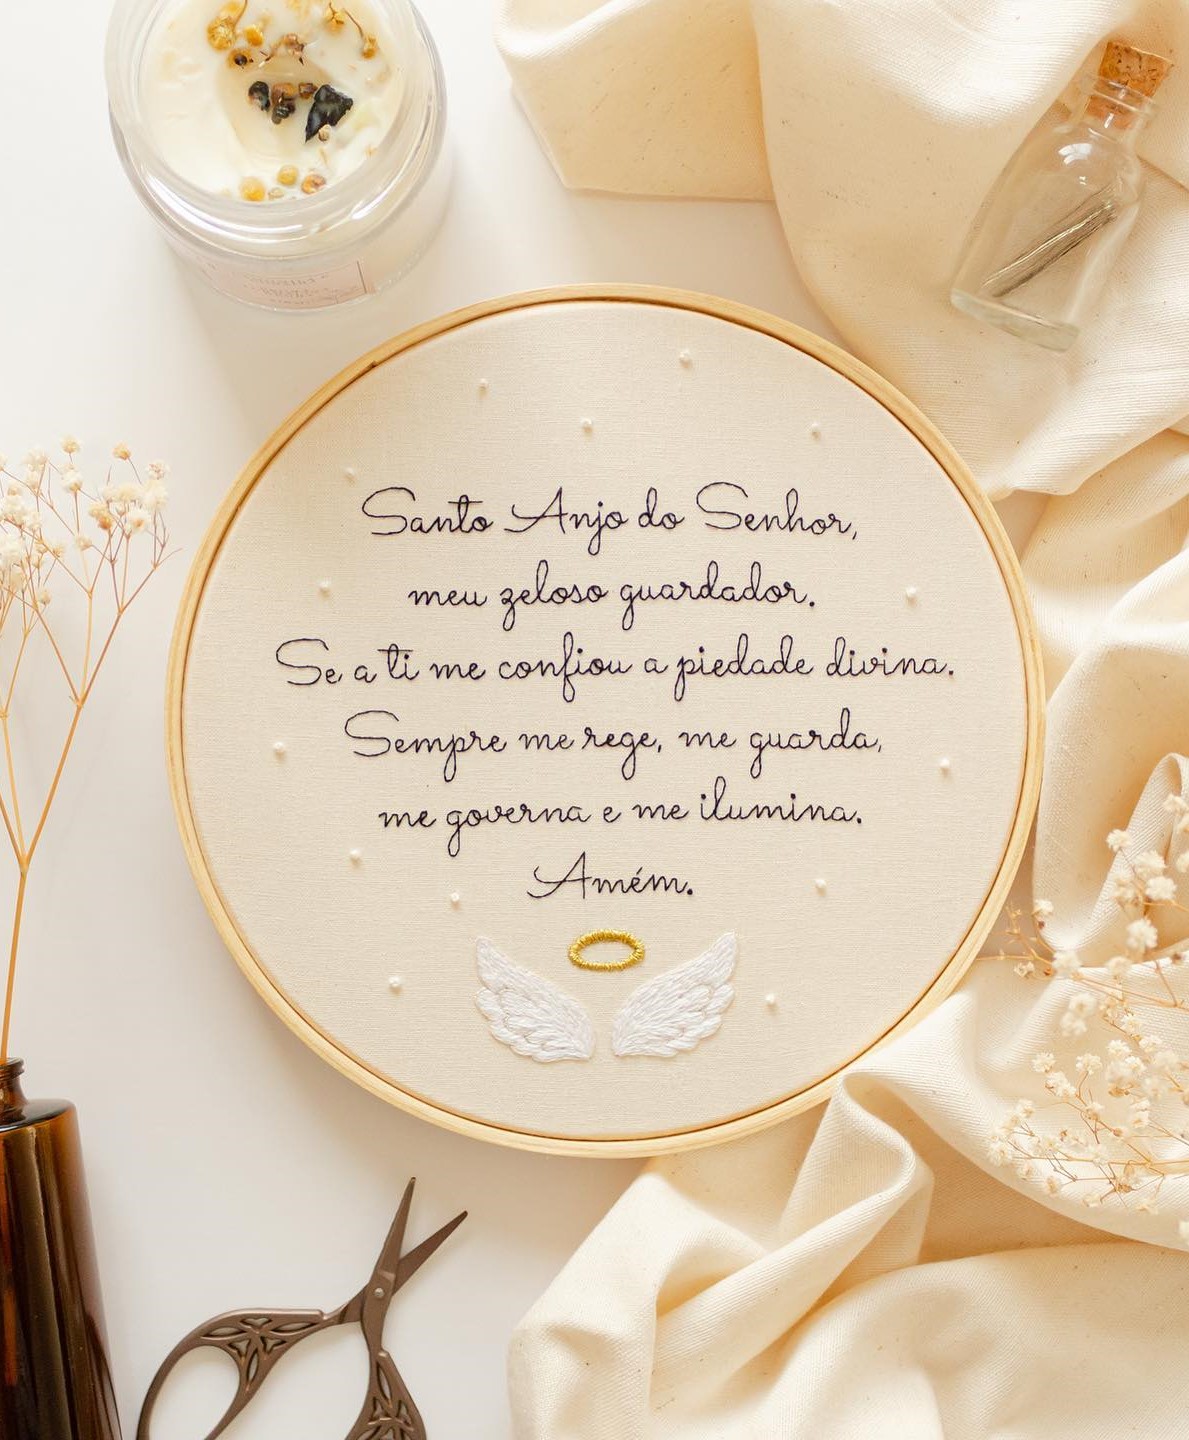 Santo Anjo do Senhor,
meu zeloso guardador.
Se a ti me confiou a piedade divina.
Sempre me rege, me guarda,
me governa e me ilumina.
Amém.